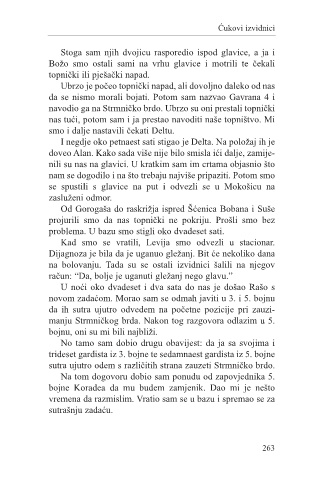 Ćukovi izvidnici
Stoga sam njih dvojicu rasporedio ispod glavice, a ja i
Božo smo ostali sami na vrhu glavice i motrili te čekali
topnički ili pješački napad.
Ubrzo je počeo topnički napad, ali dovoljno daleko od nas
da se nismo morali bojati. Potom sam nazvao Gavrana 4 i
navodio ga na Strmničko brdo. Ubrzo su oni prestali topnički
nas tući, potom sam i ja prestao navoditi naše topništvo. Mi
smo i dalje nastavili čekati Deltu.
I negdje oko petnaest sati stigao je Delta. Na položaj ih je
doveo Alan. Kako sada više nije bilo smisla ići dalje, zamije-
nili su nas na glavici. U kratkim sam im crtama objasnio što
nam se dogodilo i na što trebaju najviše pripaziti. Potom smo
se spustili s glavice na put i odvezli se u Mokošicu na
zasluženi odmor.
Od Gorogaša do raskrižja ispred Šćenica Bobana i Suše
projurili smo da nas topnički ne pokriju. Prošli smo bez
problema. U bazu smo stigli oko dvadeset sati.
Kad smo se vratili, Levija smo odvezli u stacionar.
Dijagnoza je bila da je uganuo gležanj. Bit će nekoliko dana
na bolovanju. Tada su se ostali izvidnici šalili na njegov
račun: “Da, bolje je uganuti gležanj nego glavu.”
U noći oko dvadeset i dva sata do nas je došao Rašo s
novom zadaćom. Morao sam se odmah javiti u 3. i 5. bojnu
da ih sutra ujutro odvedem na početne pozicije pri zauzi-
manju Strmničkog brda. Nakon tog razgovora odlazim u 5.
bojnu, oni su mi bili najbliži.
No tamo sam dobio drugu obavijest: da ja sa svojima i
trideset gardista iz 3. bojne te sedamnaest gardista iz 5. bojne
sutra ujutro odem s različitih strana zauzeti Strmničko brdo.
Na tom dogovoru dobio sam ponudu od zapovjednika 5.
bojne Koradea da mu budem zamjenik. Dao mi je nešto
vremena da razmislim. Vratio sam se u bazu i spremao se za
sutrašnju zadaću.
263